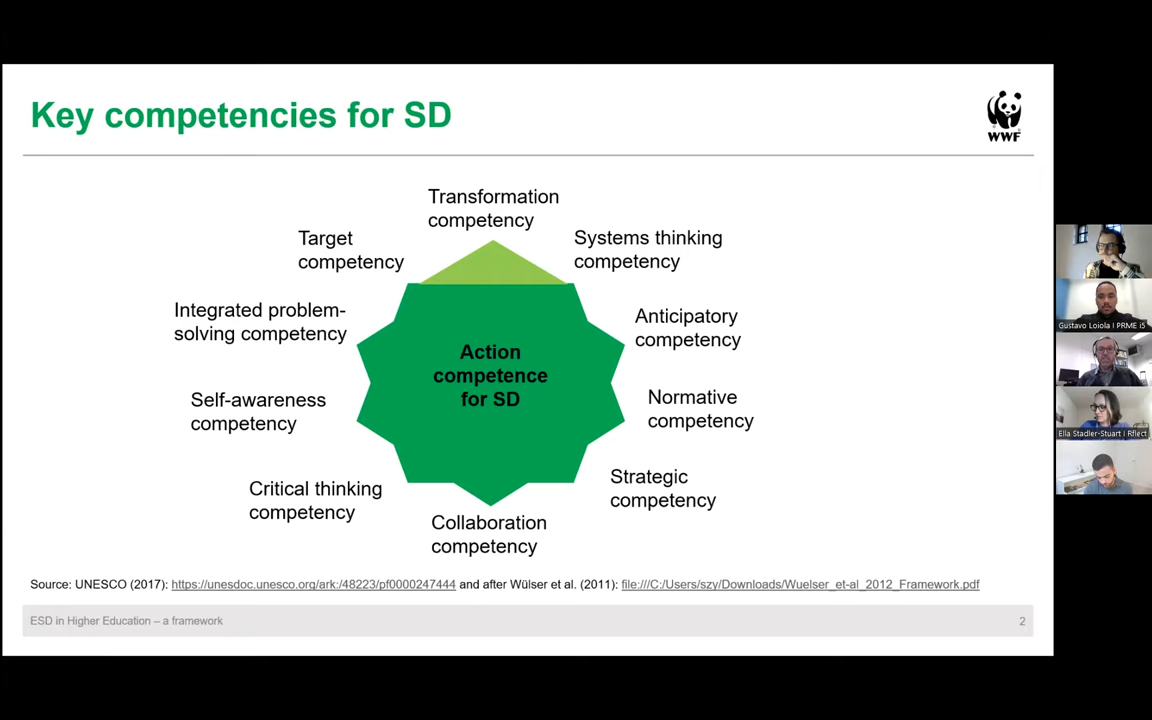 Key competencies for SD
WWF
Transformation
competency
Target
competency
Systems thinking
competency
Integrated problem-
solving competency
Anticipatory
competency
Action
competence
for SD
Self-awareness
competency
Normative
competency
Critical thinking
competency
Strategic
competency
Collaboration
competency
Source: UNESCO (2017): https://unesdoc.unesco.org/ark:/48223/pf0000247444 and after Wülser et al. (2011): file:///C:/Users/szy/Downloads/Wuelser_et-al_2012_Framework.pdf
ESD in Higher Education – a framework
2
Gustavo Loiola I PRME i5
Ella Stadler-Stuart I Rflect